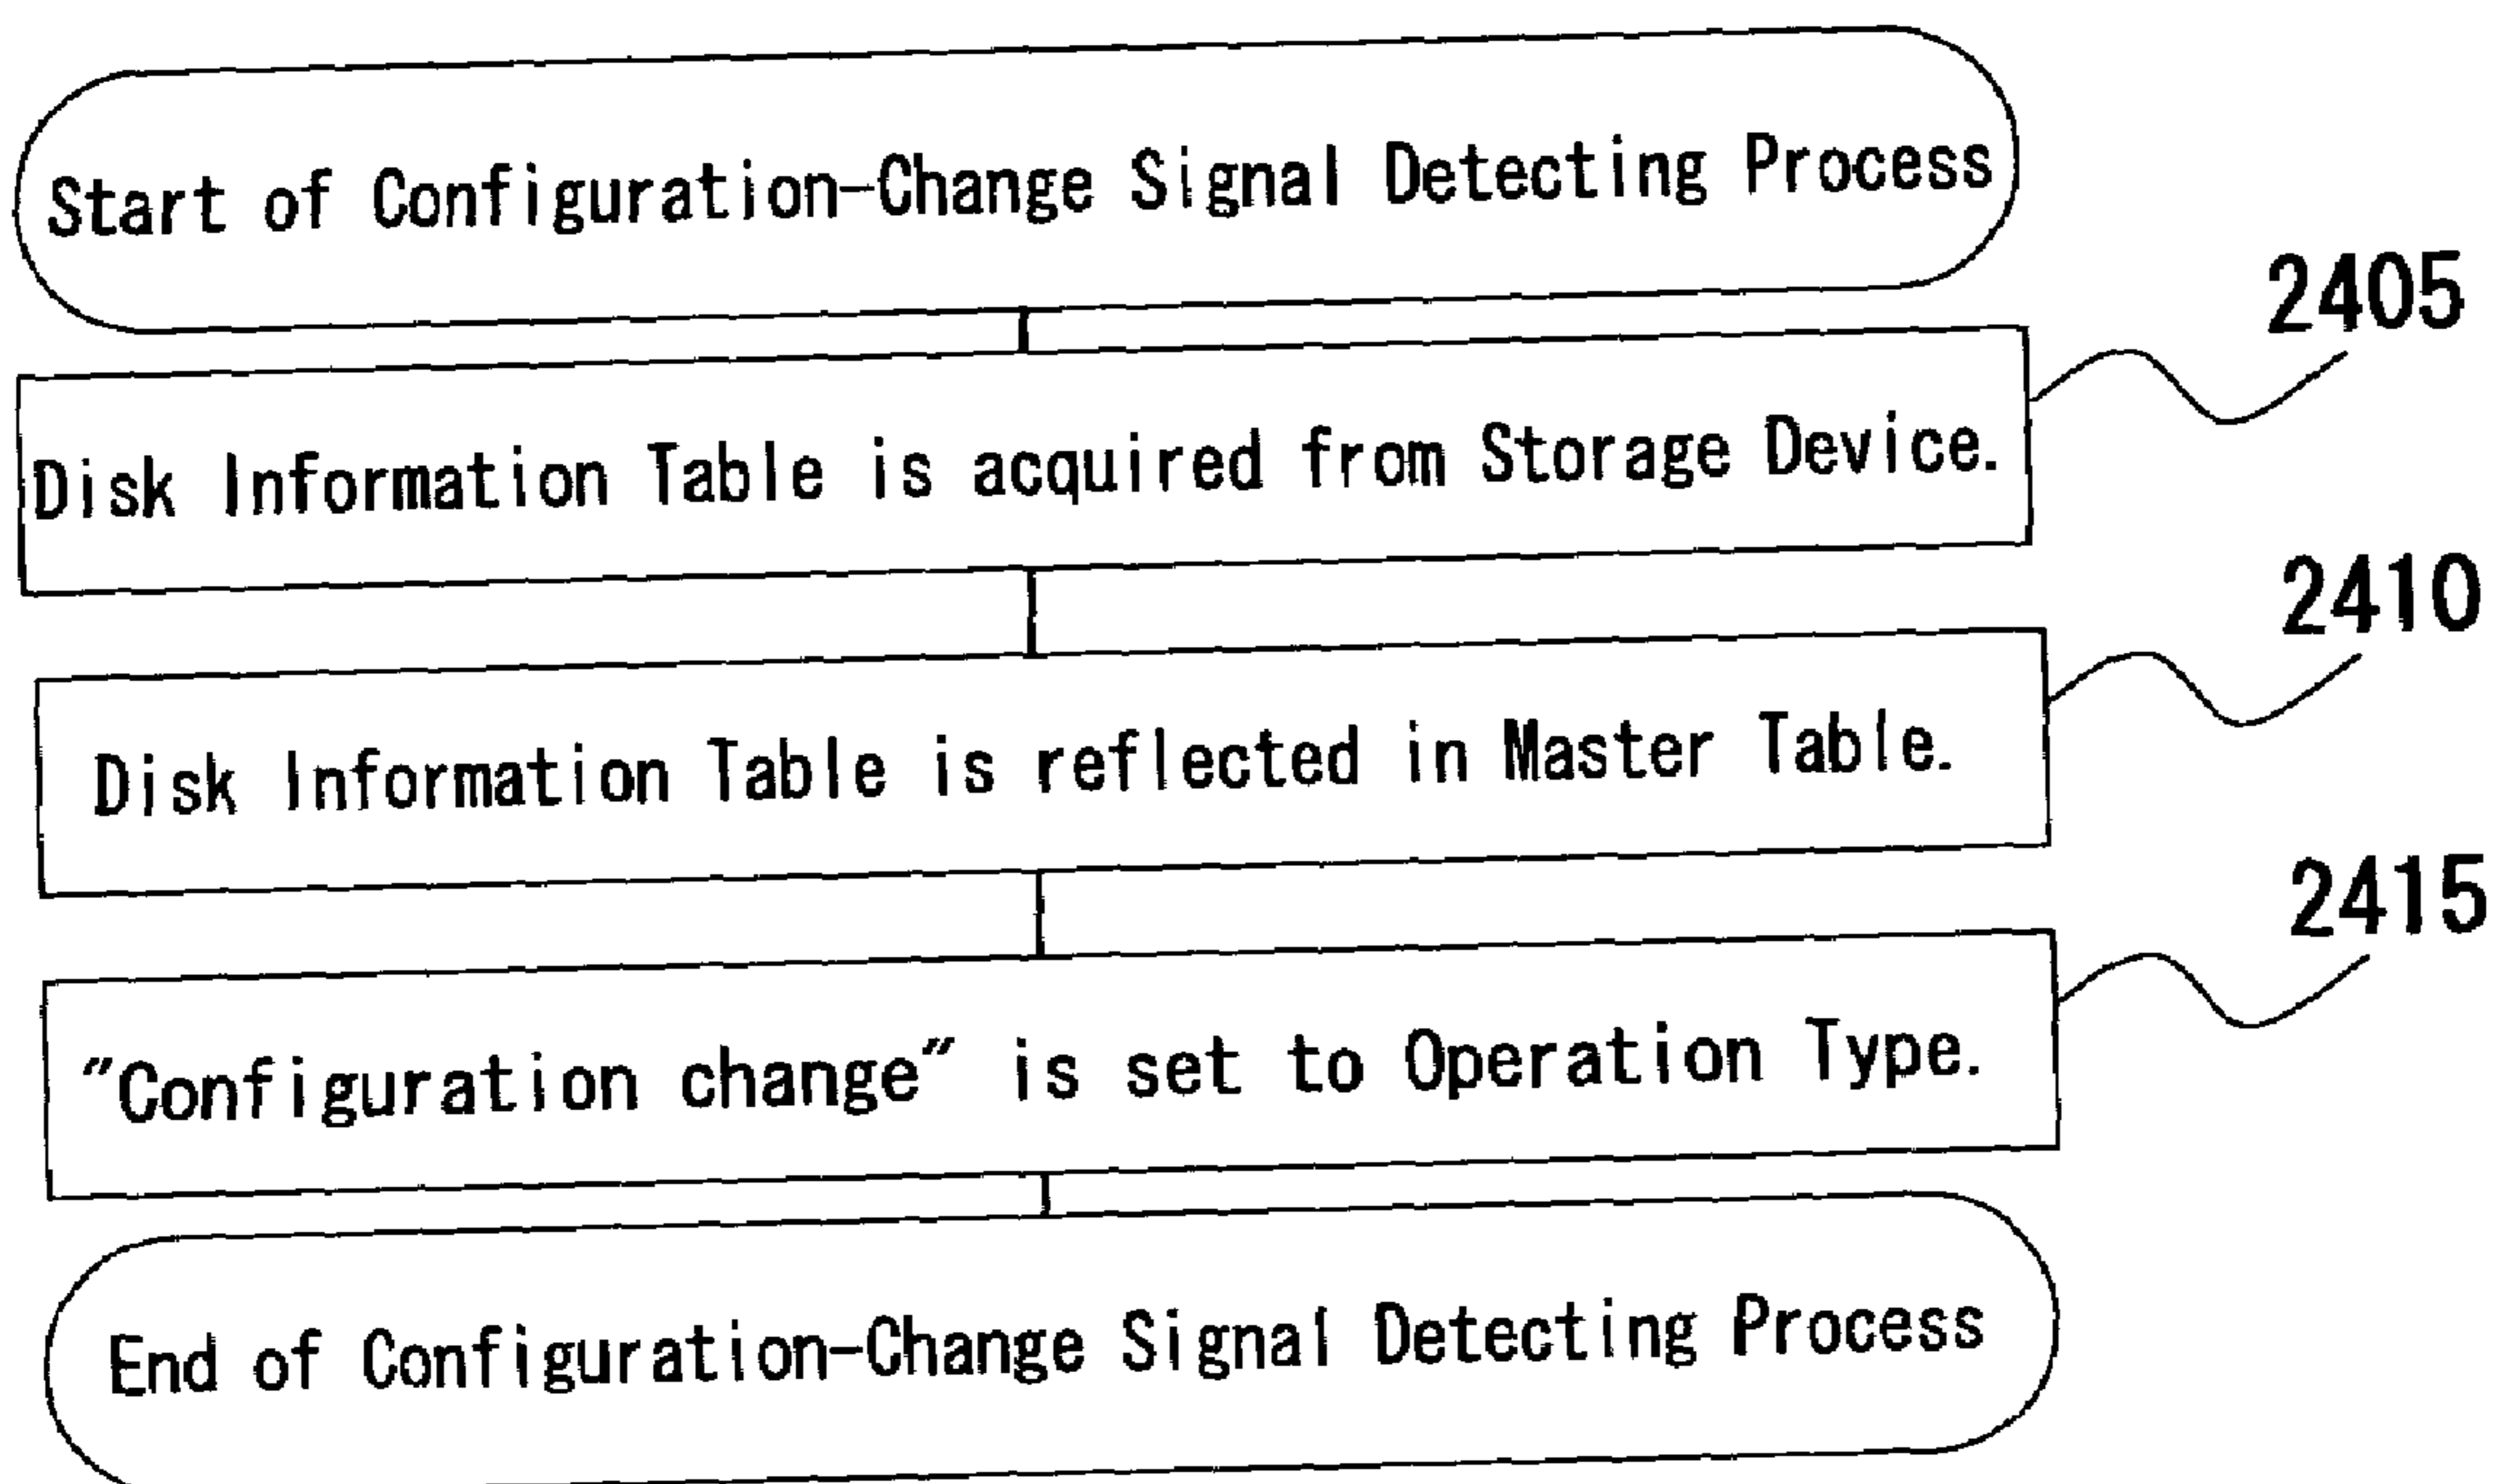 Start of Configuration-Change Signal Detecting Process
2405
Disk Information Table is acquired from Storage Device.
2410
Disk Information Table is reflected in Master Table.
2415
"Configuration change" is set to Operation Type.
End of Configuration-Change Signal Detecting Process